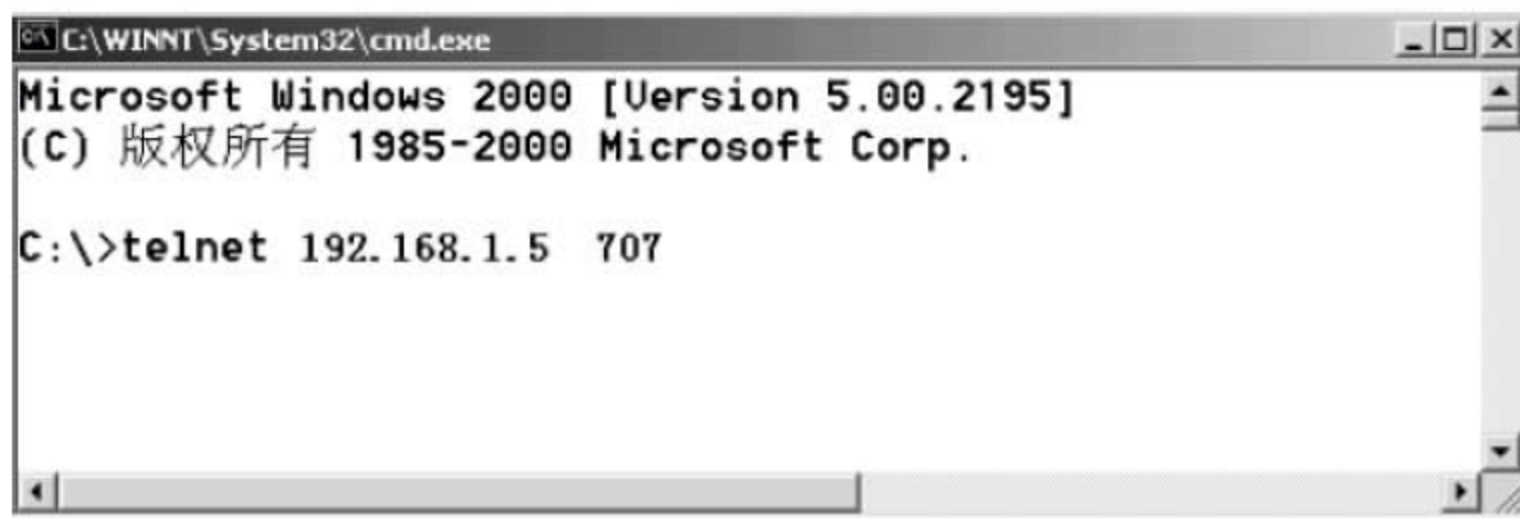 C:\WINNT\System32\cmd.exe
Microsoft Windows 2000 [Version 5.00.2195]
(C) 版权所有 1985-2000 Microsoft Corp.
C:\>telnet 192.168.1.5 707